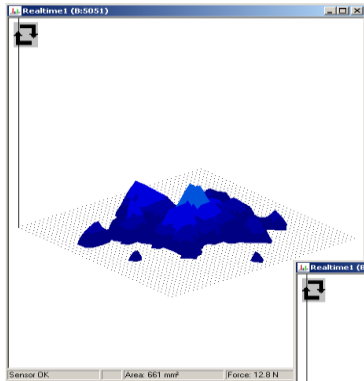 Realtime1 (B:5051)
Sensor OK Area: 661 mm² Force: 12.8 N
Realtime1 (B